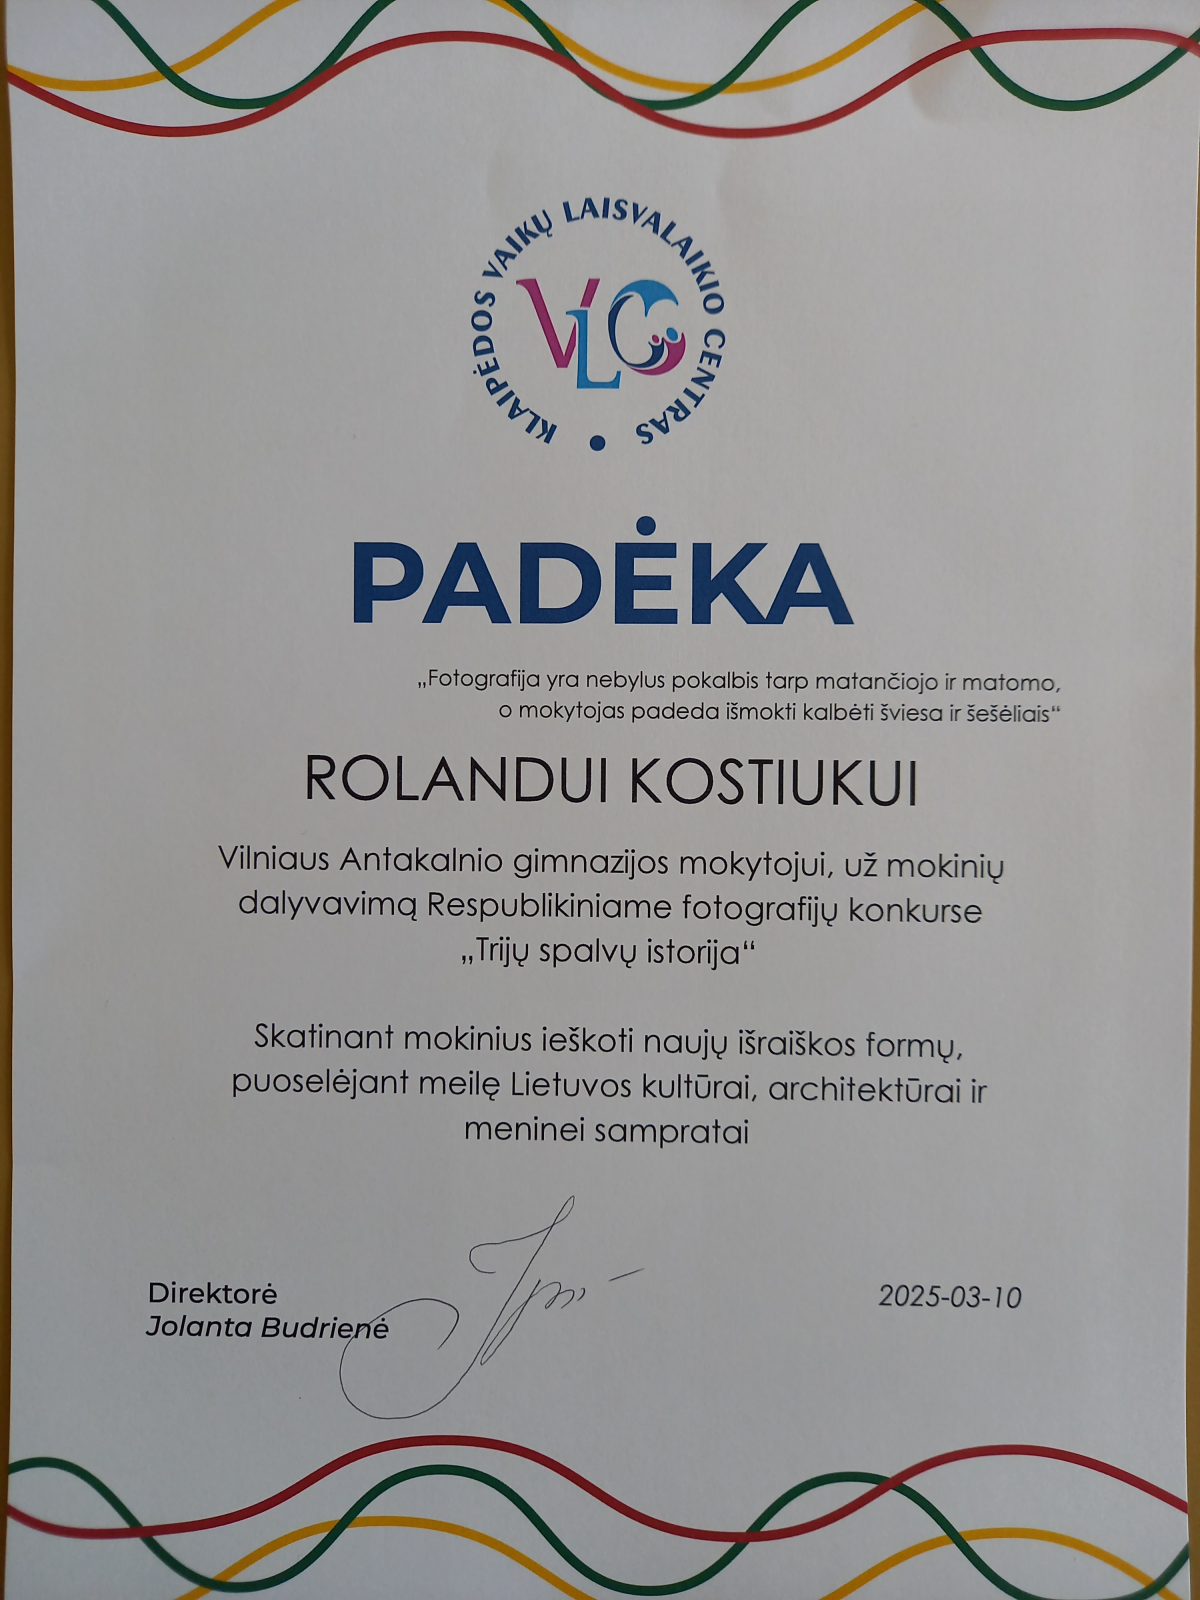 KLAIPĖDOS VAIKŲ LAISVALAIKIO CENTRAS
VLC
PADĖKA
„Fotografija yra nebylus pokalbis tarp matančiojo ir matomo,
o mokytojas padeda išmokti kalbėti šviesa ir šešėliais“
ROLANDUI KOSTIUKUI
Vilniaus Antakalnio gimnazijos mokytojui, už mokinių
dalyvavimą Respublikiniame fotografijų konkurse
„Trijų spalvų istorija“
Skatinant mokinius ieškoti naujų išraiškos formų,
puoselėjant meilę Lietuvos kultūrai, architektūrai ir
meninei sampratai
Direktorė
Jolanta Budrienė
2025-03-10